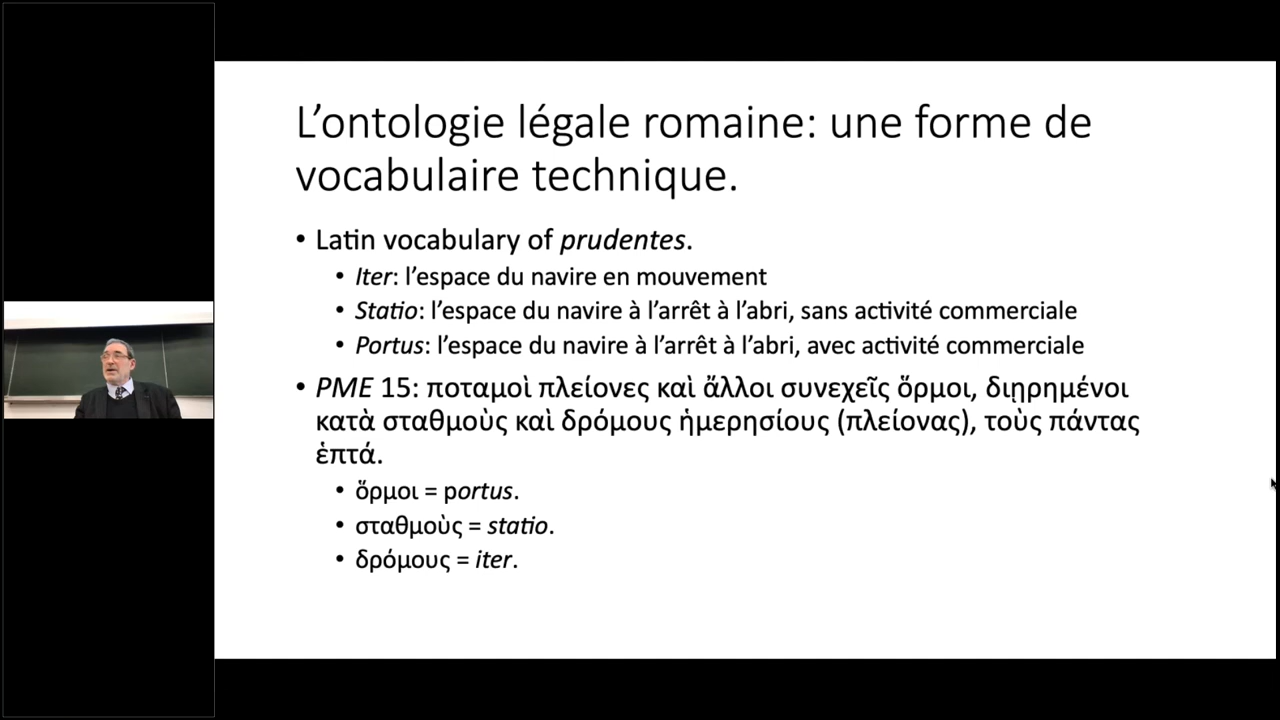 L’ontologie légale romaine: une forme de
vocabulaire technique.
• Latin vocabulary of prudentes.
• Iter: l’espace du navire en mouvement
• Statio: l’espace du navire à l’arrêt à l’abri, sans activité commerciale
• Portus: l’espace du navire à l’arrêt à l’abri, avec activité commerciale
• PME 15: ποταμοὶ πλείονες καὶ ἄλλοι συνεχεῖς ὅρμοι, διῃρημένοι
κατὰ σταθμοὺς καὶ δρόμους ἡμερησίους (πλείονας), τοὺς πάντας
ἑπτά.
• ὅρμοι = portus.
• σταθμοὺς = statio.
• δρόμους = iter.